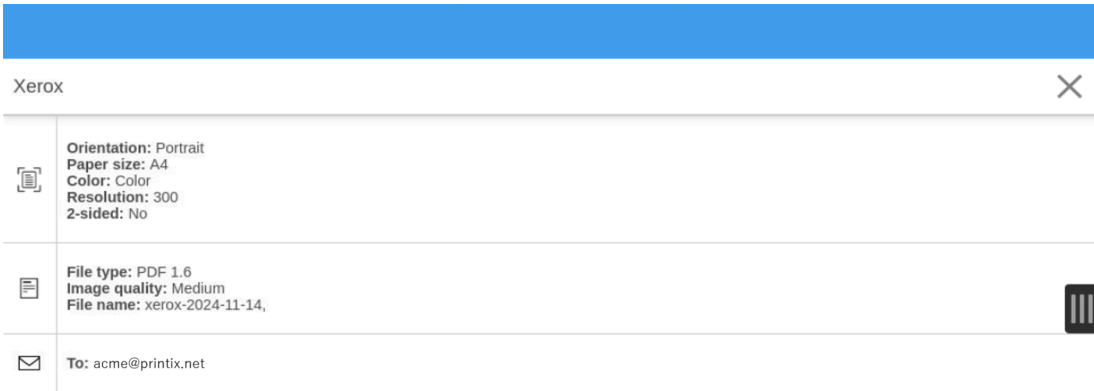 Xerox
Orientation: Portrait
Paper size: A4
Color: Color
Resolution: 300
2-sided: No
File type: PDF 1.6
Image quality: Medium
File name: xerox-2024-11-14,
To: acme@printix.net